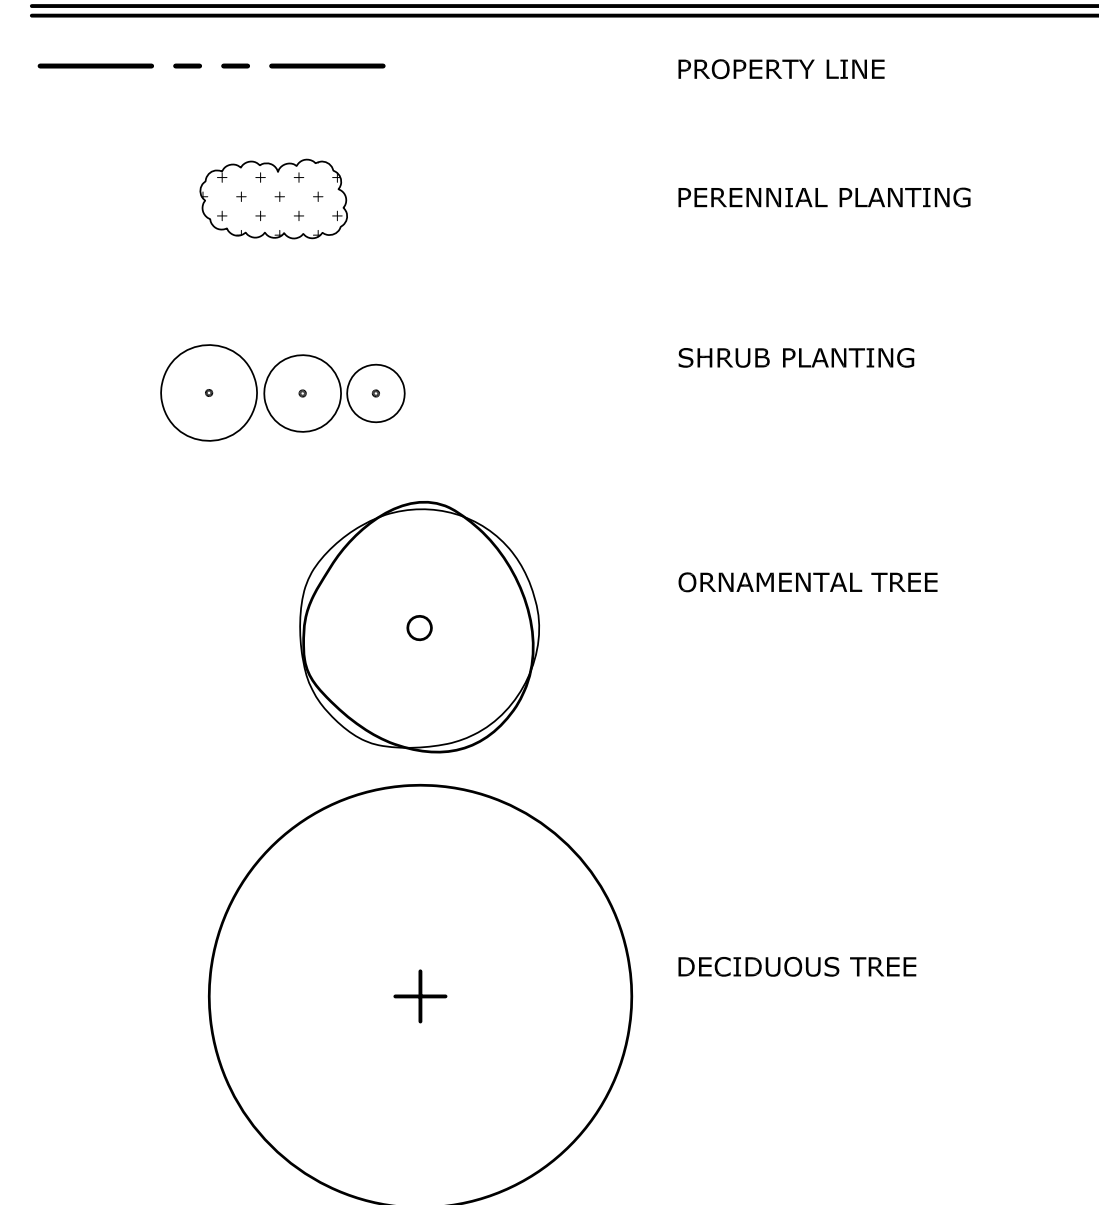 PROPERTY LINE
PERENNIAL PLANTING
SHRUB PLANTING
ORNAMENTAL TREE
DECIDUOUS TREE